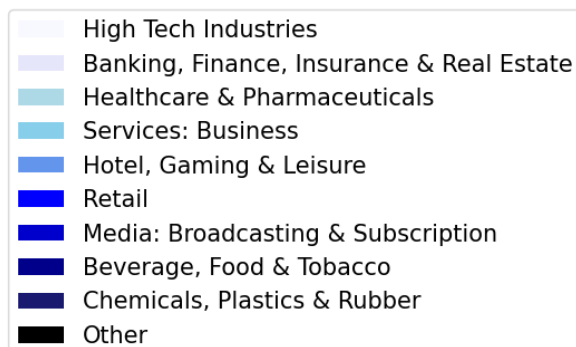 High Tech Industries
Banking, Finance, Insurance & Real Estate
Healthcare & Pharmaceuticals
Services: Business
Hotel, Gaming & Leisure
Retail
Media: Broadcasting & Subscription
Beverage, Food & Tobacco
Chemicals, Plastics & Rubber
Other